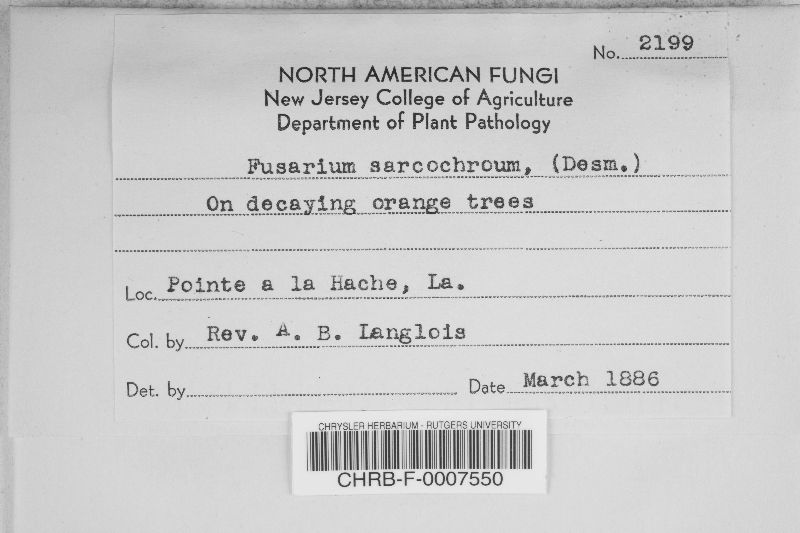 No. 2199
NORTH AMERICAN FUNGI
New Jersey College of Agriculture
Department of Plant Pathology
Fusarium sarcochroum, (Desm.)
On decaying orange trees
Loc. Pointe a la Hache, La.
Col. by Rev. A. B. Langlois
Det. by
Date March 1886
CHRYSLER HERBARIUM - RUTGERS UNIVERSITY
CHRB-F-0007550